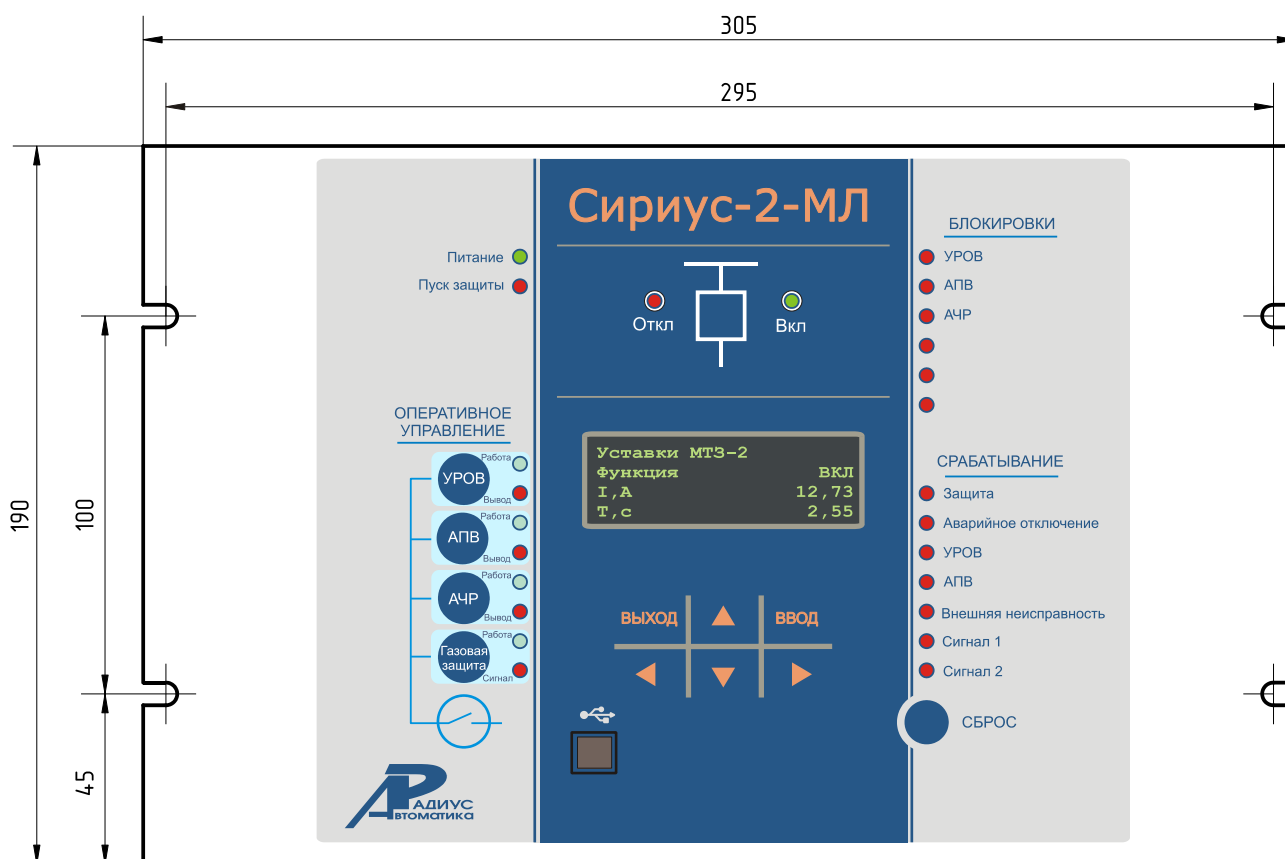 305
295
190
100
45
Сириус-2-МЛ
Питание
Пуск защиты
Откл
Вкл
БЛОКИРОВКИ
УРОВ
АПВ
АЧР
ОПЕРАТИВНОЕ
УПРАВЛЕНИЕ
Работа
УРОВ
Вывод
Работа
АПВ
Вывод
Работа
АЧР
Вывод
Работа
Газовая
защита
Сигнал
Уставки МТЗ-2
Функция ВКЛ
I,А 12,73
Т,с 2,55
ВЫХОД
ВВОД
СРАБАТЫВАНИЕ
Защита
Аварийное отключение
УРОВ
АПВ
Внешняя неисправность
Сигнал 1
Сигнал 2
СБРОС
РАДИУС
Автоматика